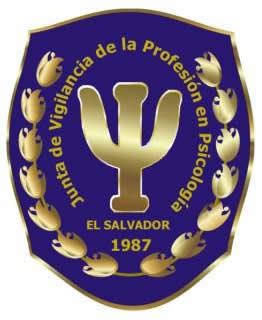 Junta de Vigilancia de la Profesión en Psicología
Ψ
EL SALVADOR
1987